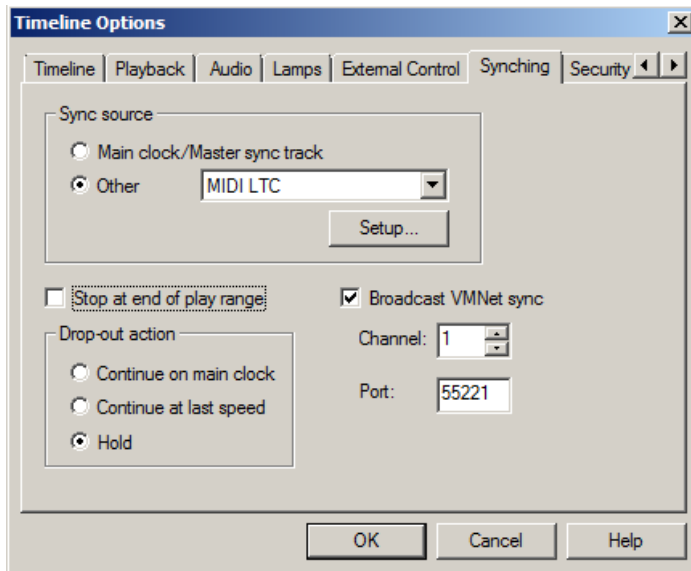 Timeline Options
Timeline Playback Audio Lamps External Control Synching Security
Sync source
Main clock/Master sync track
Other MIDI LTC
Setup...
Stop at end of play range Broadcast VMNet sync
Drop-out action Channel: 1
Continue on main clock
Continue at last speed Port: 55221
Hold
OK Cancel Help